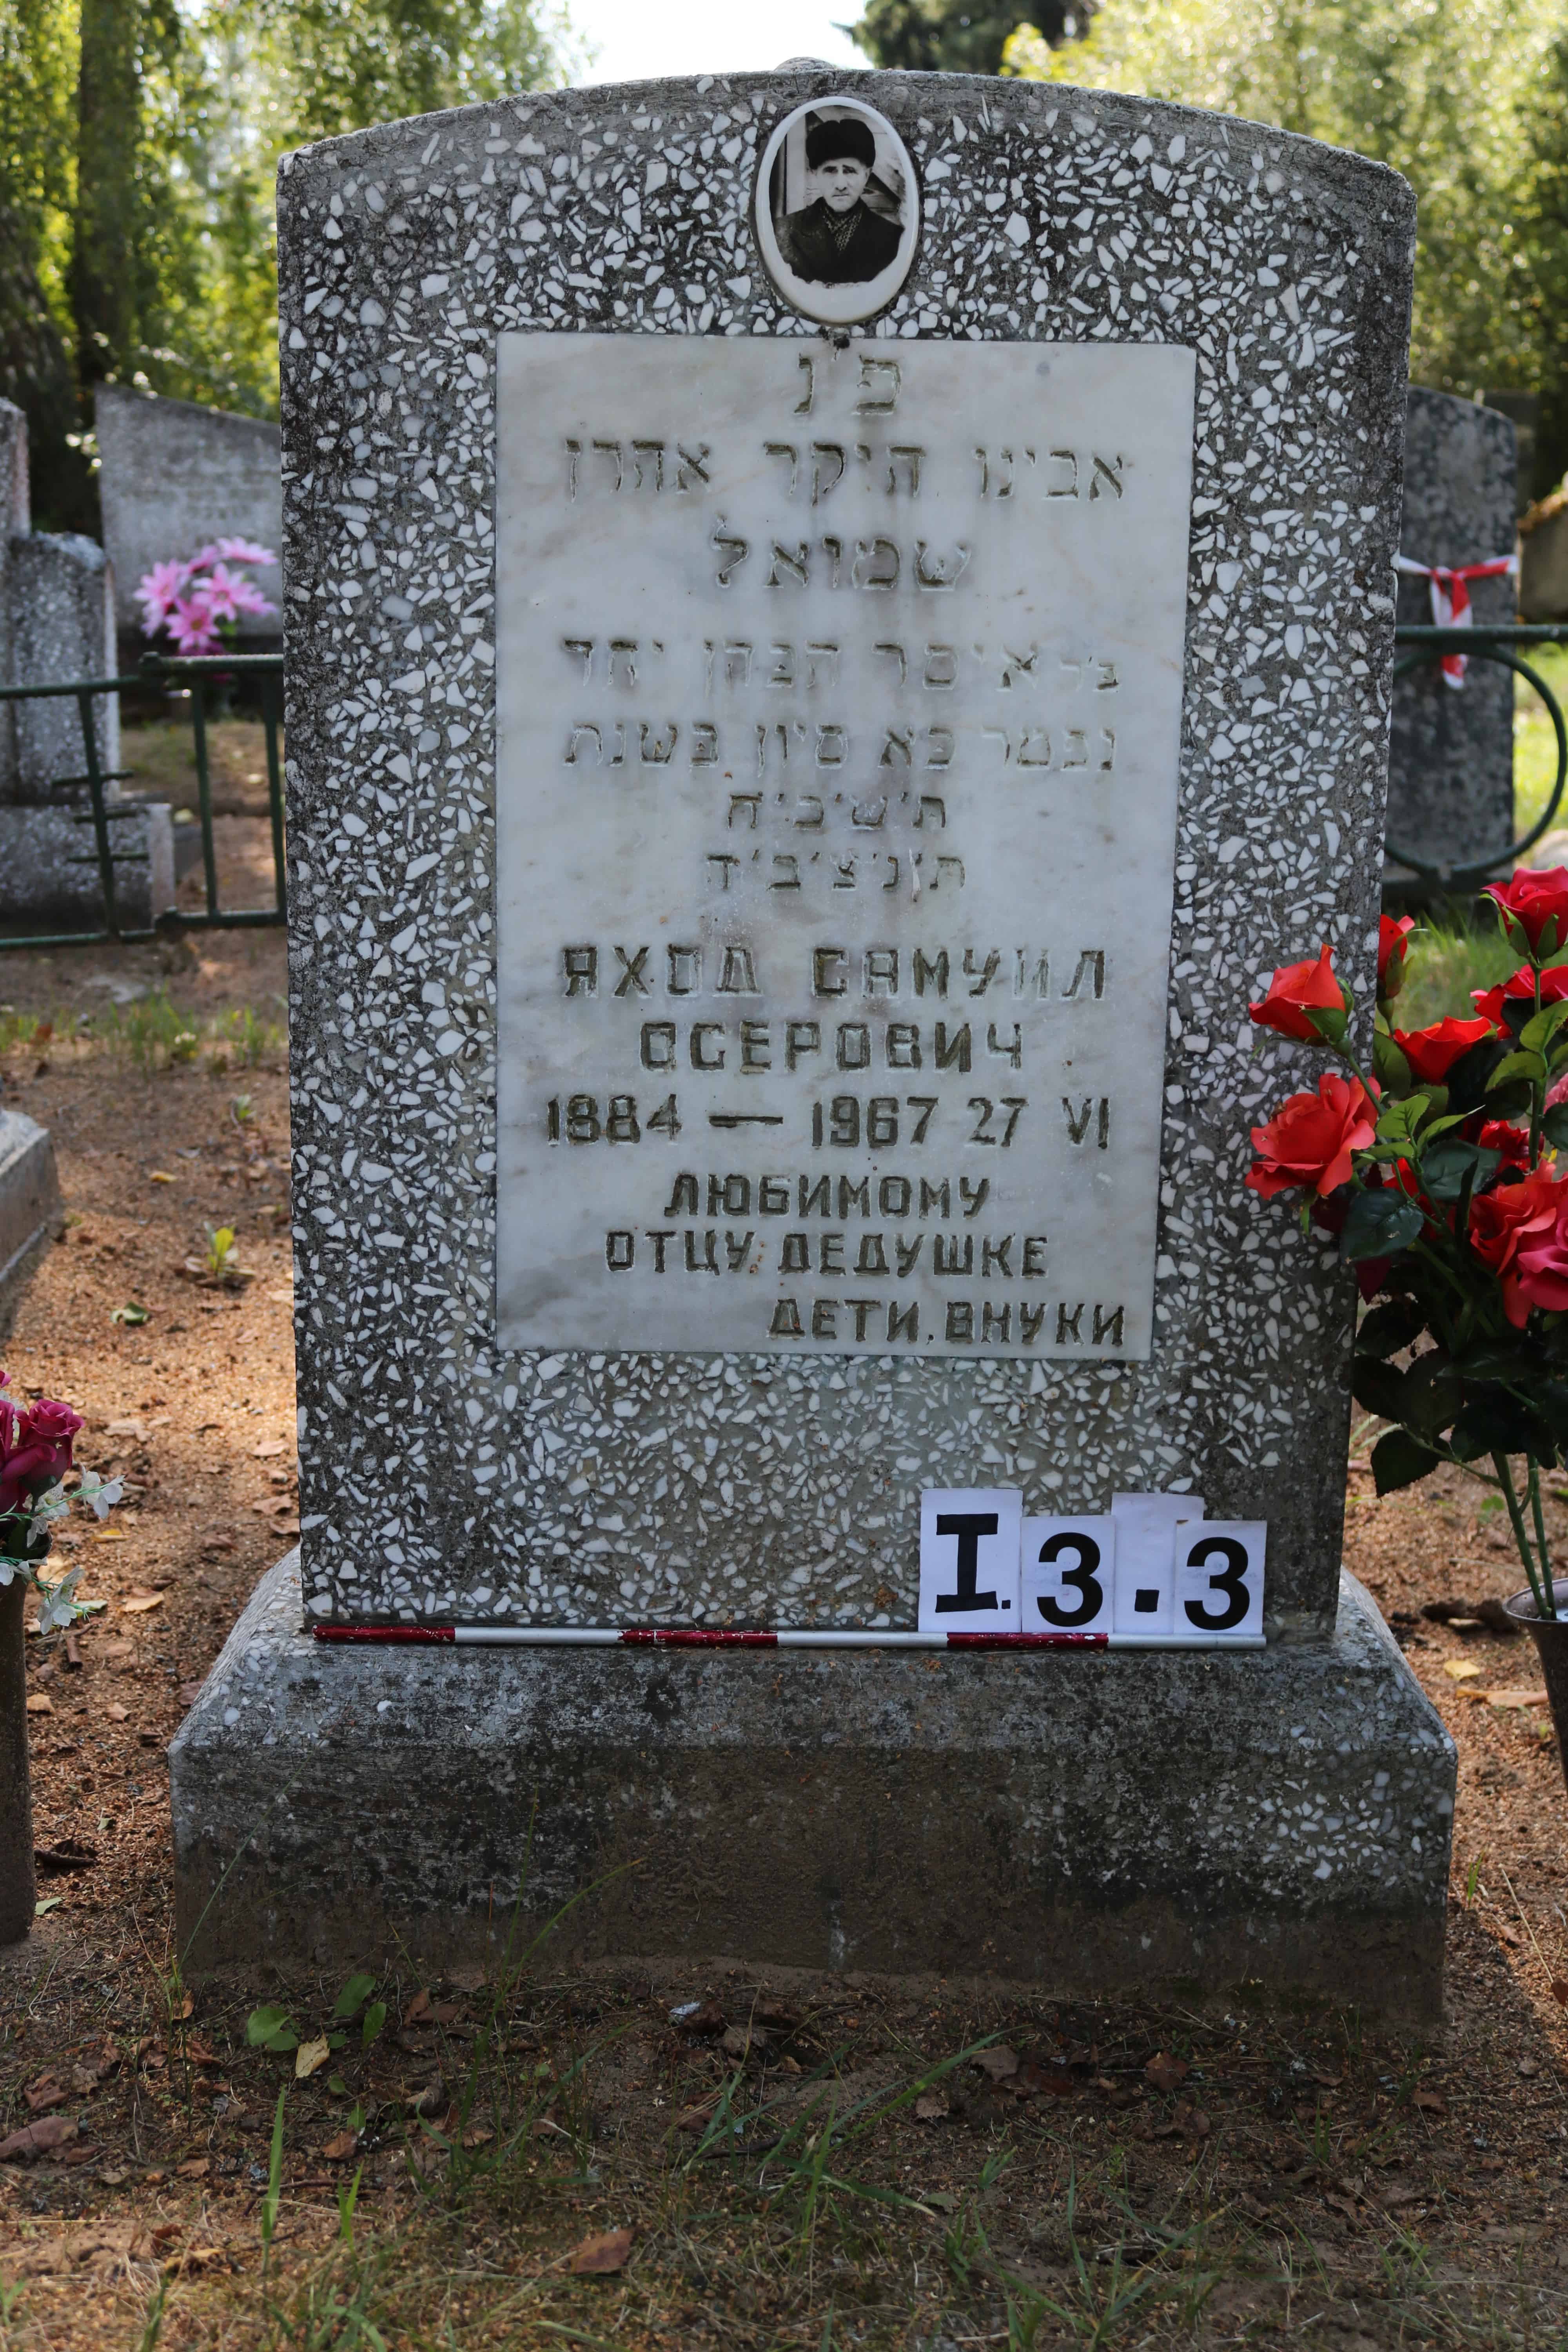 פ'נ
אבינו היקר אהרן
שמואל
ב'ר איסר הכהן יחד
נפטר כא סיון בשנת
ת'ש'כ'ח
ת'נ'צ'ב'ה
ЯХОД САМУИЛ
ОСЕРОВИЧ
1884 — 1967 27 VI
ЛЮБИМОМУ
ОТЦУ, ДЕДУШКЕ
ДЕТИ, ВНУКИ
I.3.3